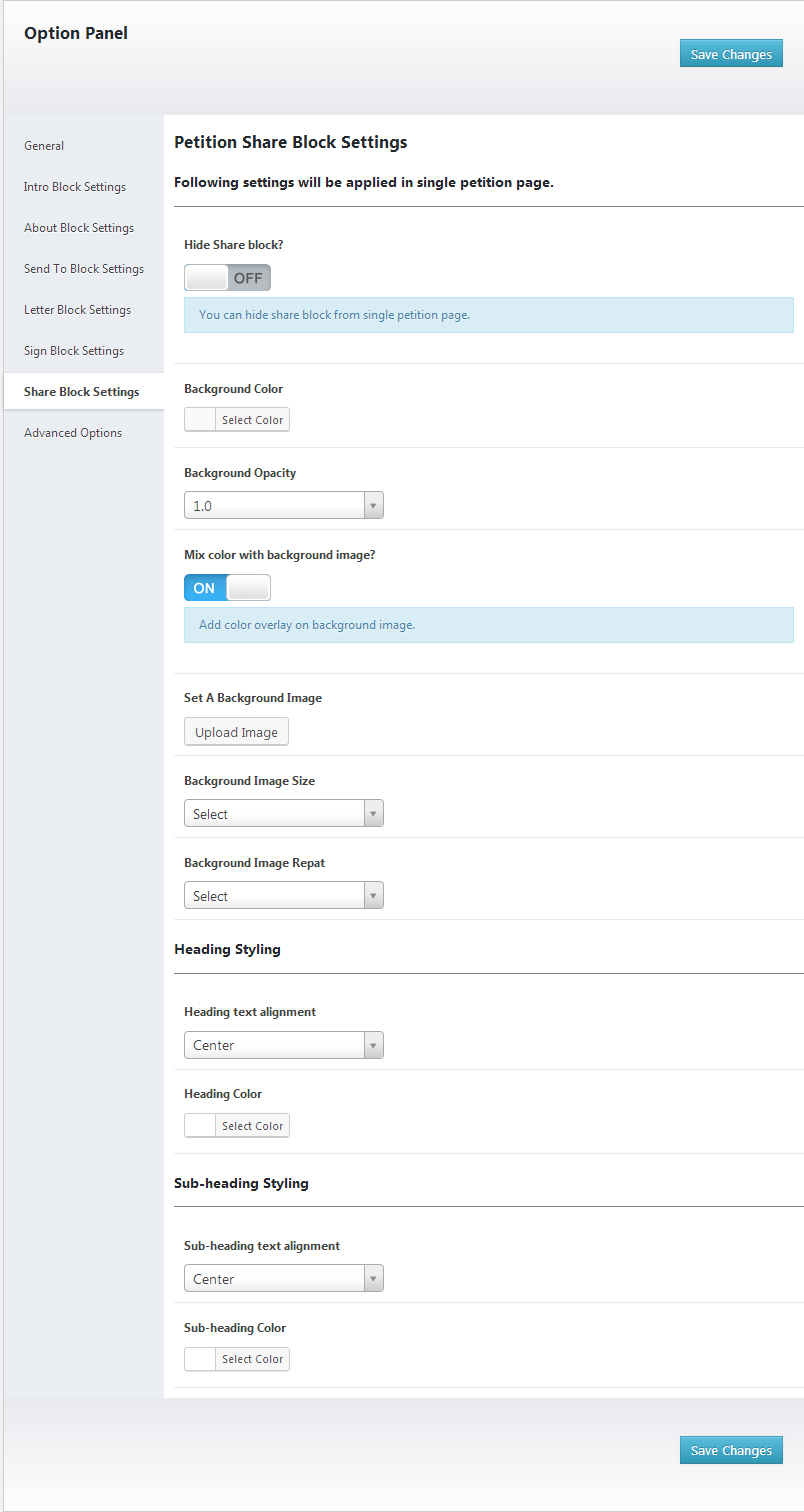 Option Panel
Save Changes
General
Intro Block Settings
About Block Settings
Send To Block Settings
Letter Block Settings
Sign Block Settings
Share Block Settings
Advanced Options
Petition Share Block Settings
Following settings will be applied in single petition page.
Hide Share block?
OFF
You can hide share block from single petition page.
Background Color
Select Color
Background Opacity
1.0
Mix color with background image?
ON
Add color overlay on background image.
Set A Background Image
Upload Image
Background Image Size
Select
Background Image Repat
Select
Heading Styling
Heading text alignment
Center
Heading Color
Select Color
Sub-heading Styling
Sub-heading text alignment
Center
Sub-heading Color
Select Color
Save Changes